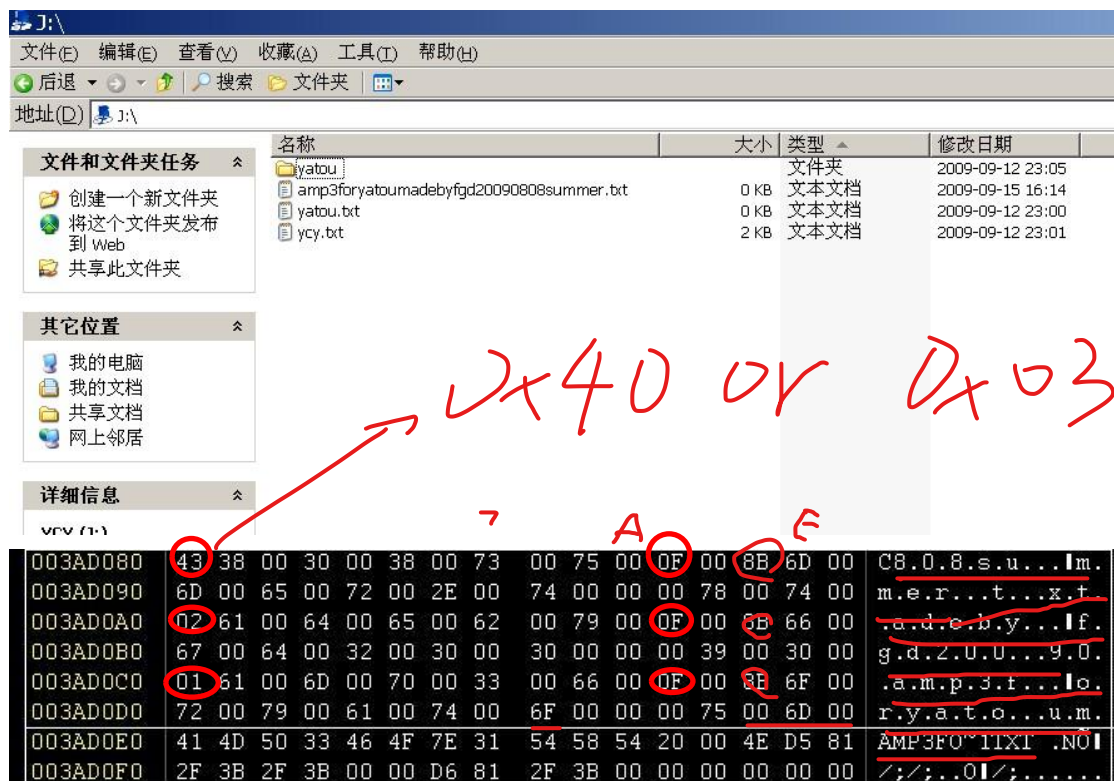 J:\
文件(E) 编辑(E) 查看(V) 收藏(A) 工具(T) 帮助(H)
后退 搜索 文件夹
地址(D) J:\
名称 大小 类型 修改日期
文件和文件夹任务
创建一个新文件夹
将这个文件夹发布到 Web
共享此文件夹
yatou 文件夹 2009-09-12 23:05
amp3foryatoumadebyfgd20090808summer.txt 0 KB 文本文档 2009-09-15 16:14
yatou.txt 0 KB 文本文档 2009-09-12 23:00
ycy.txt 2 KB 文本文档 2009-09-12 23:01
其它位置
我的电脑
我的文档
共享文档
网上邻居
0x40 or 0x03
详细信息
YCY (J:)
7 A E
003AD080 43 38 00 30 00 38 00 73 00 75 00 0F 00 8B 6D 00 C8.0.8.s.u...m.
003AD090 6D 00 65 00 72 00 2E 00 74 00 00 00 78 00 74 00 m.e.r...t...x.t.
003AD0A0 02 61 00 64 00 65 00 62 00 79 00 0F 00 8B 66 00 .a.d.e.b.y...f.
003AD0B0 67 00 64 00 32 00 30 00 30 00 00 00 39 00 30 00 g.d.2.0.0...9.0.
003AD0C0 01 61 00 6D 00 70 00 33 00 66 00 0F 00 8B 6F 00 .a.m.p.3.f...o.
003AD0D0 72 00 79 00 61 00 74 00 6F 00 00 00 75 00 6D 00 r.y.a.t.o...u.m.
003AD0E0 41 4D 50 33 46 4F 7E 31 54 58 54 20 00 4E D5 81 AMP3FO~1TXT .NÕ
003AD0F0 2F 3B 2F 3B 00 00 D6 81 2F 3B 00 00 00 00 00 00 /;/;..Ö/;......